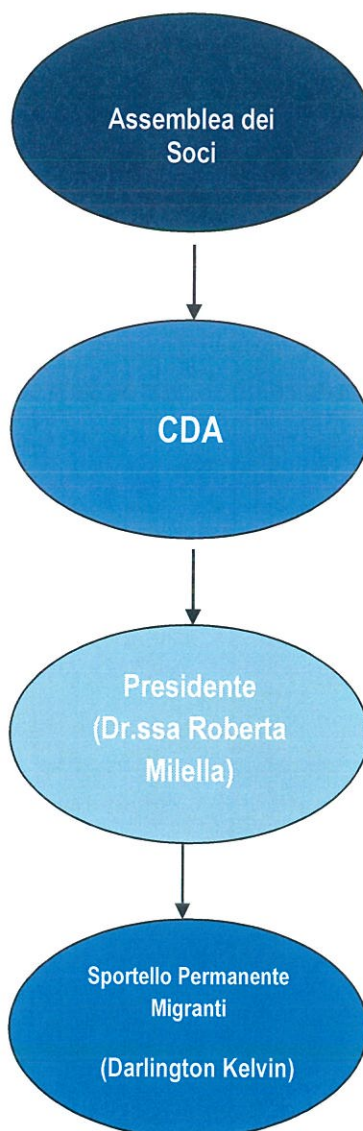 Assemblea dei
Soci
CDA
Presidente
(Dr.ssa Roberta
Milella)
Sportello Permanente
Migranti
(Darlington Kelvin)